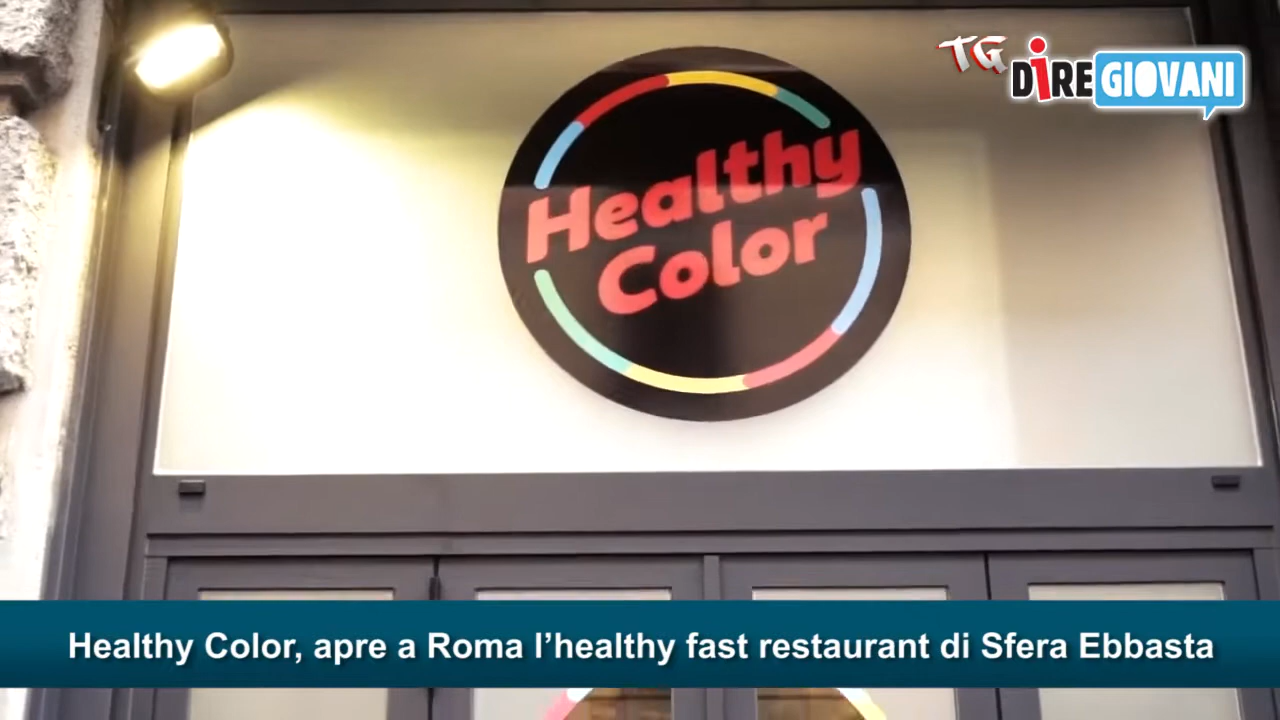 TG
DiRE GIOVANI
Healthy
Color
Healthy Color, apre a Roma l’healthy fast restaurant di Sfera Ebbasta